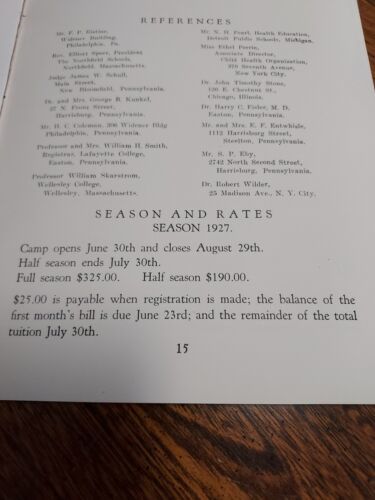 REFERENCES
Mr. F. F. Eorine,
Widener Building,
Philadelphia, Pa.
Rev. Elliott Speer, President
The Northfield Schools,
Northfield, Massachusetts.
Judge James W. Schull,
Main Street,
New Bloomfield, Pennsylvania.
Dr. and Mrs. George R. Kunkel,
27 N. Front Street,
Harrisburg, Pennsylvania.
Mr. H. C. Coleman, 306 Widener Bldg
Philadelphia, Pennsylvania.
Professor and Mrs. William H. Smith,
Registrar, Lafayette College,
Easton, Pennsylvania.
Professor William Skarstrom,
Wellesley College,
Wellesley, Massachusetts.
Mr. N. H. Pearl, Health Education,
Detroit Public Schools, Michigan.
Miss Ethel Perrin,
Associate Director,
Child Health Organization,
370 Seventh Avenue,
New York City.
Dr. John Timothy Stone,
126 E. Chestnut St.,
Chicago, Illinois.
Dr. Harry C. Fisler, M. D.
Easton, Pennsylvania.
Mr. and Mrs. E. F. Entwhigle,
1112 Harrisburg Street,
Steelton, Pennsylvania.
Mr. S. P. Eby,
2742 North Second Street,
Harrisburg, Pennsylvania.
Dr. Robert Wilder,
25 Madison Ave., N. Y. City.
SEASON AND RATES
SEASON 1927.
Camp opens June 30th and closes August 29th.
Half season ends July 30th.
Full season $325.00. Half season $190.00.
$25.00 is payable when registration is made; the balance of the
first month's bill is due June 23rd; and the remainder of the total
tuition July 30th.
15